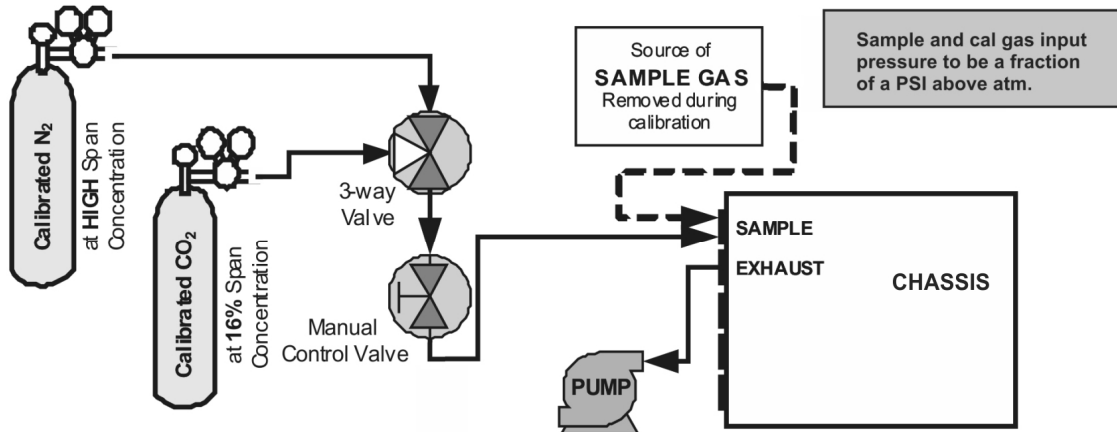 Calibrated N₂
at HIGH Span
Concentration
Calibrated CO₂
at 16% Span
Concentration
3-way
Valve
Manual
Control Valve
Source of
SAMPLE GAS
Removed during
calibration
Sample and cal gas input
pressure to be a fraction
of a PSI above atm.
SAMPLE
EXHAUST
CHASSIS
PUMP